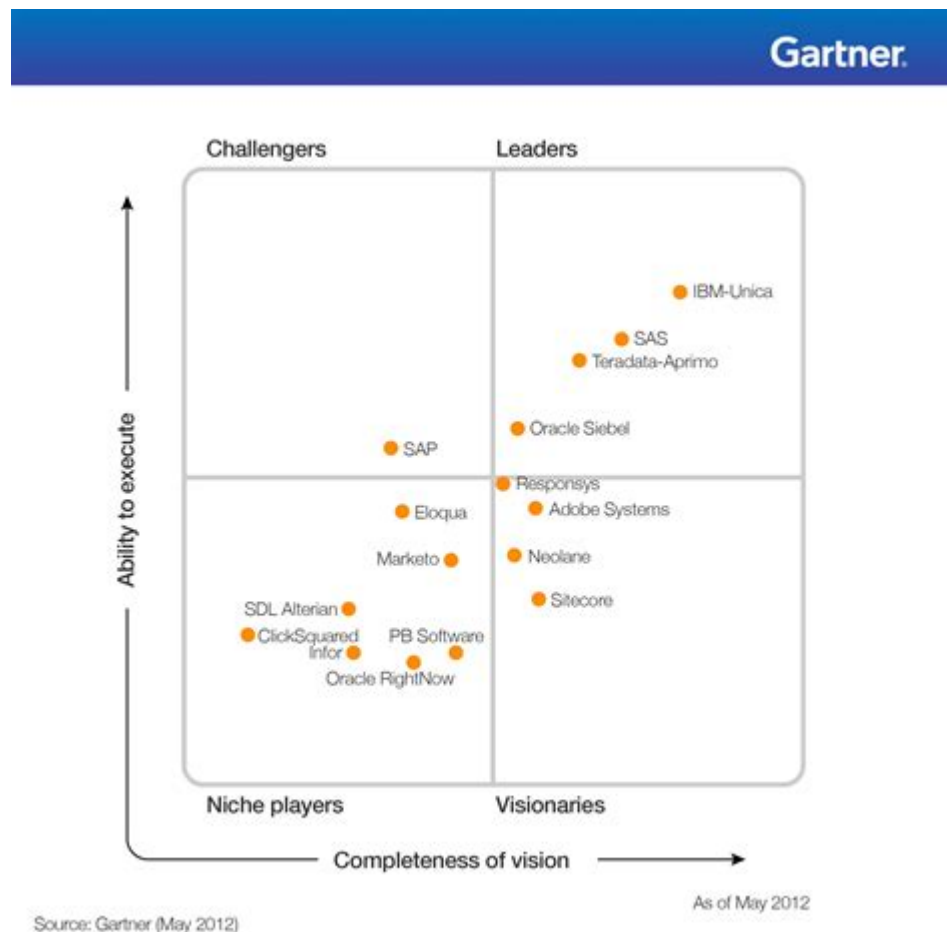 Gartner.
Challengers
Leaders
IBM-Unica
SAS
Teradata-Aprimo
Oracle Siebel
SAP
Responsys
Eloqua
Adobe Systems
Marketo
Neolane
Sitecore
SDL Alterian
ClickSquared
PB Software
Infor
Oracle RightNow
Ability to execute
Niche players
Visionaries
Completeness of vision
As of May 2012
Source: Gartner (May 2012)